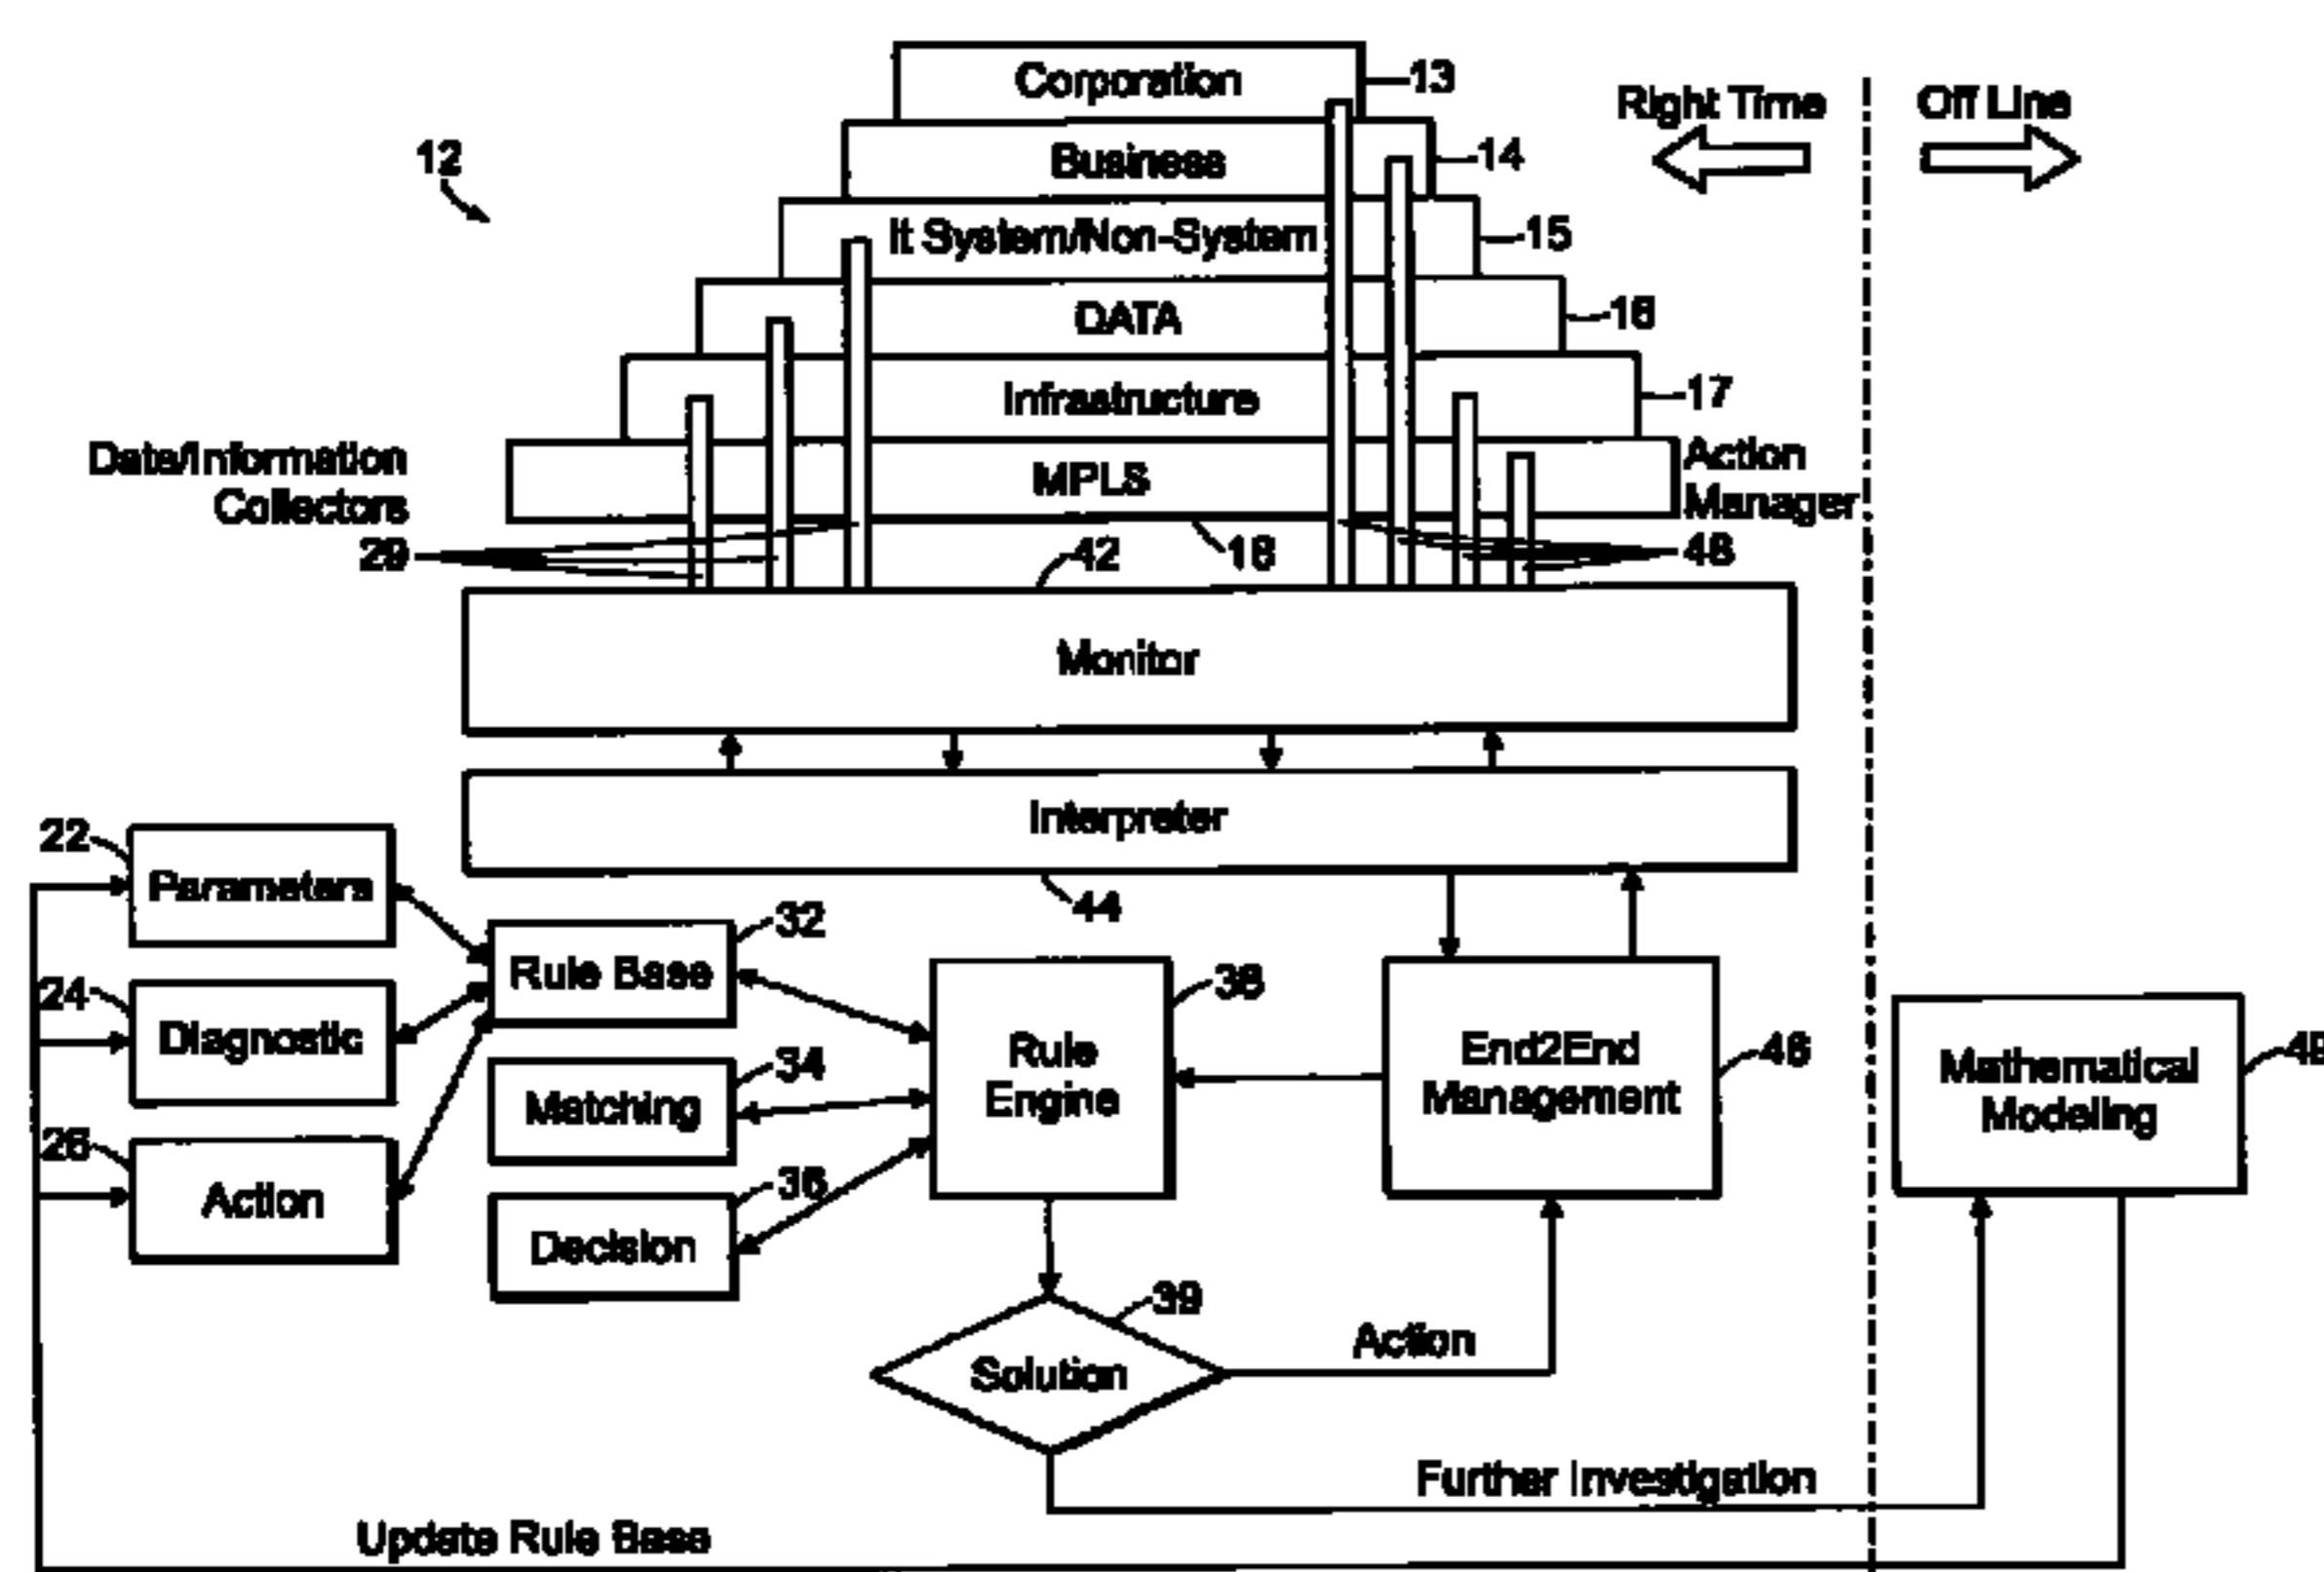 Corporation
13
Right Time
Off Line
12
Business
14
It System/Non-System
15
DATA
16
Infrastructure
17
Data/Information
Collectors
MPLS
Action
Manager
29
42
18
48
Monitor
Interpreter
44
22
Parameters
32
Rule Base
24
Diagnostic
38
Rule
Engine
End2End
Management
46
Mathematical
Modeling
34
Matching
26
Action
36
Decision
39
Solution
Action
Further Investigation
Update Rule Base